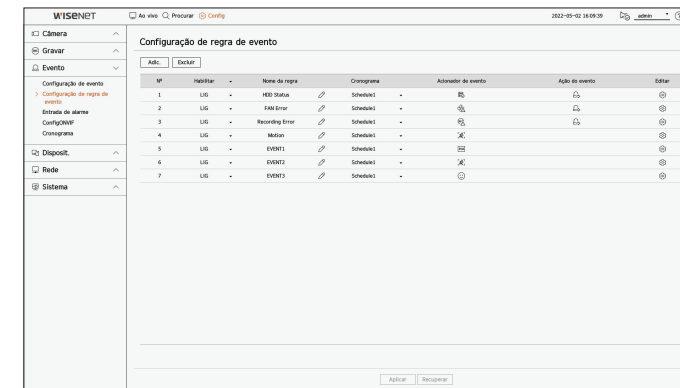 WISENET Ao vivo Procurar Config 2022-05-02 16:09:39 admin
Câmera
Gravar
Evento
Configuração de evento
Configuração de regra de
evento
Entrada de alarme
ConfigONVIF
Cronograma
Disposit.
Rede
Sistema
Configuração de regra de evento
Adic. Excluir
Nº Habilitar Nome da regra Cronograma Acionador de evento Ação do evento Editar
1 LIG HDD Status Schedule1
2 LIG FAN Error Schedule1
3 LIG Recording Error Schedule1
4 LIG Motion Schedule1
5 LIG EVENT1 Schedule1
6 LIG EVENT2 Schedule1
7 LIG EVENT3 Schedule1
Aplicar Recuperar